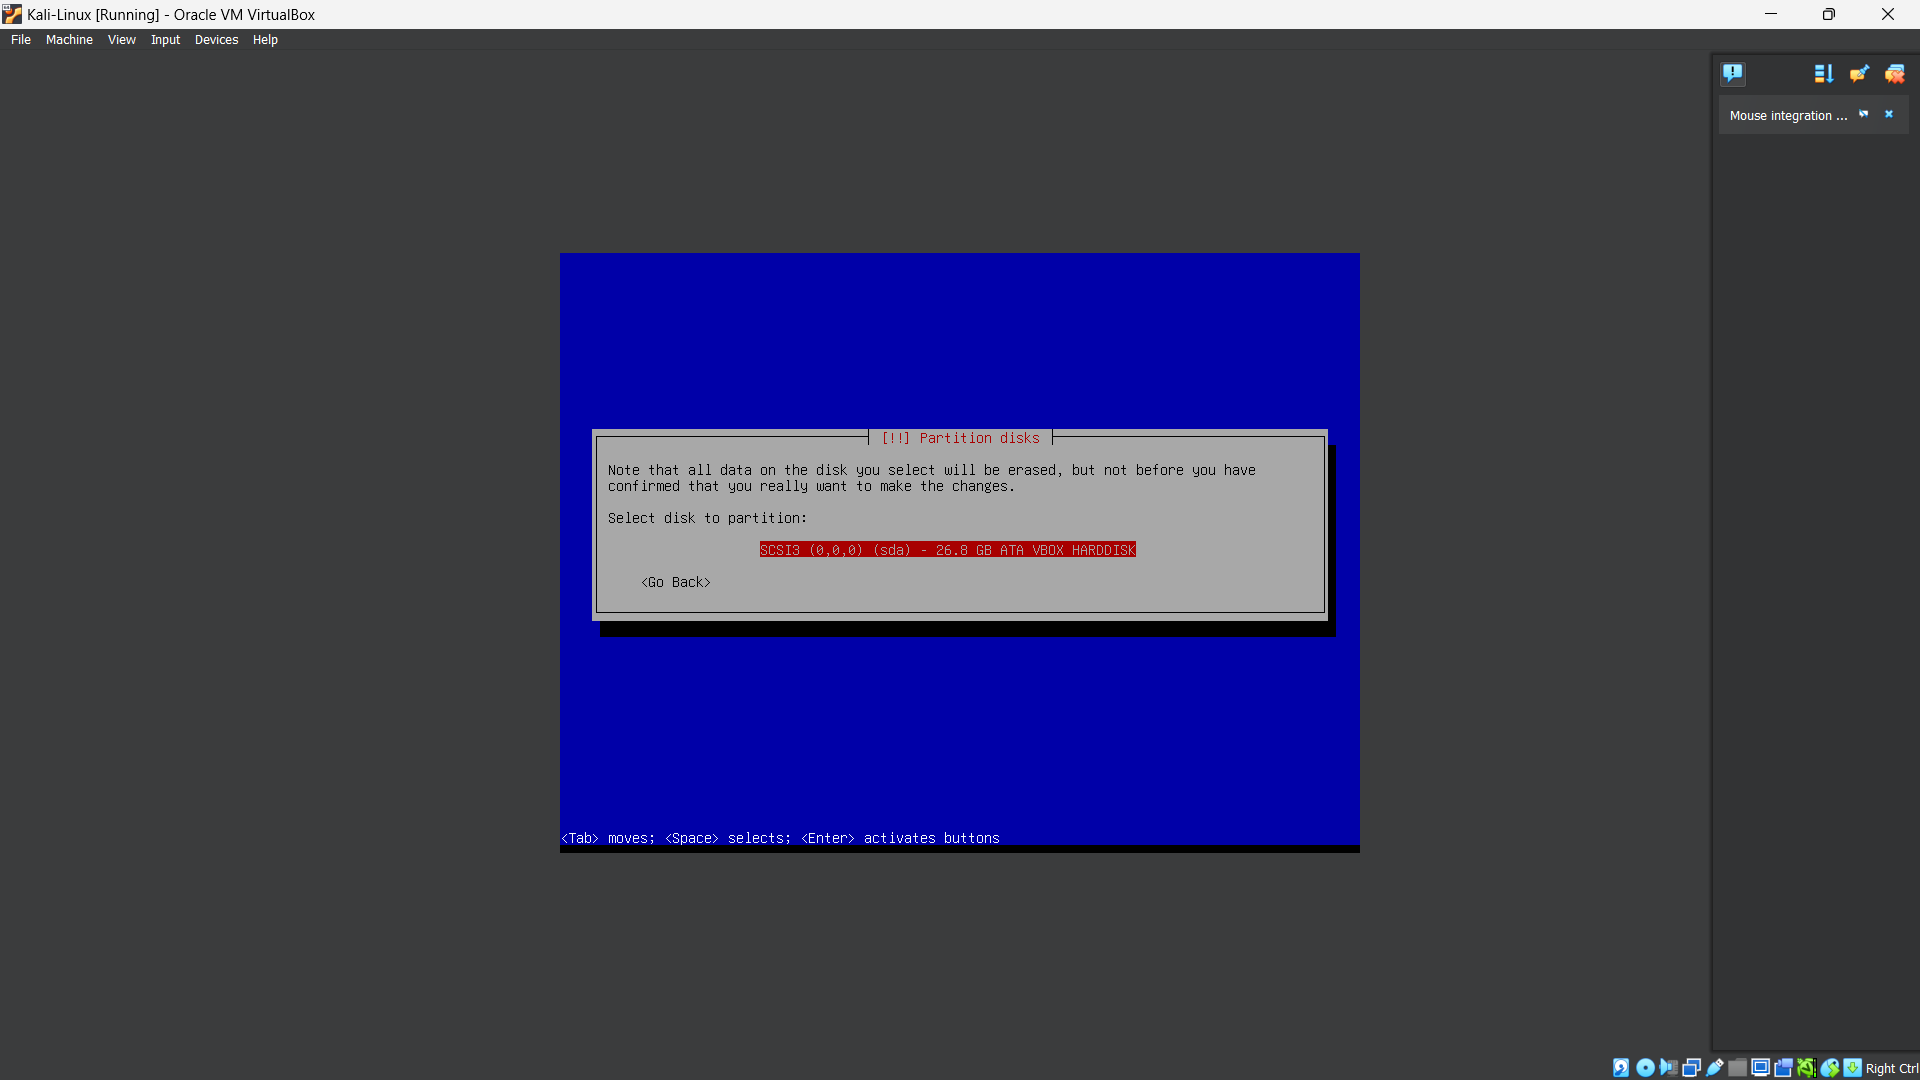 Kali-Linux [Running] - Oracle VM VirtualBox
File Machine View Input Devices Help
Mouse integration ...
[!!] Partition disks
Note that all data on the disk you select will be erased, but not before you have
confirmed that you really want to make the changes.
Select disk to partition:
SCSI3 (0,0,0) (sda) - 26.8 GB ATA VBOX HARDDISK
<Go Back>
<Tab> moves; <Space> selects; <Enter> activates buttons
Right Ctrl